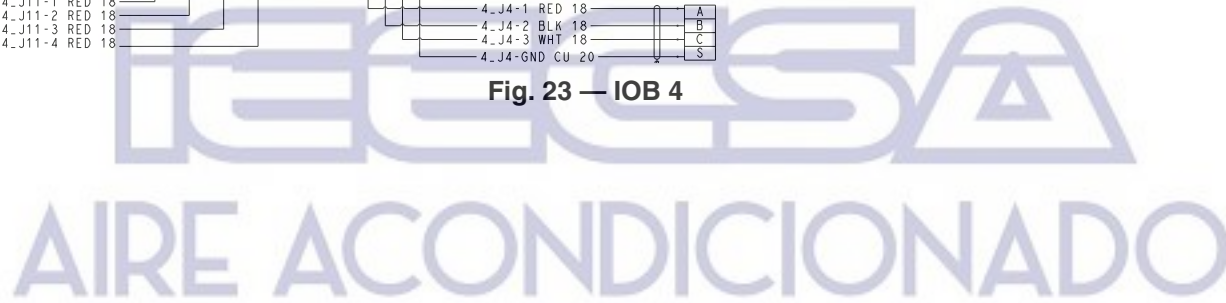 4_J11-1 RED 18
4_J11-2 RED 18
4_J11-3 RED 18
4_J11-4 RED 18
4_J4-1 RED 18
4_J4-2 BLK 18
4_J4-3 WHT 18
4_J4-GND CU 20
A
B
C
S
Fig. 23 — IOB 4
iEECSA
AIRE ACONDICIONADO